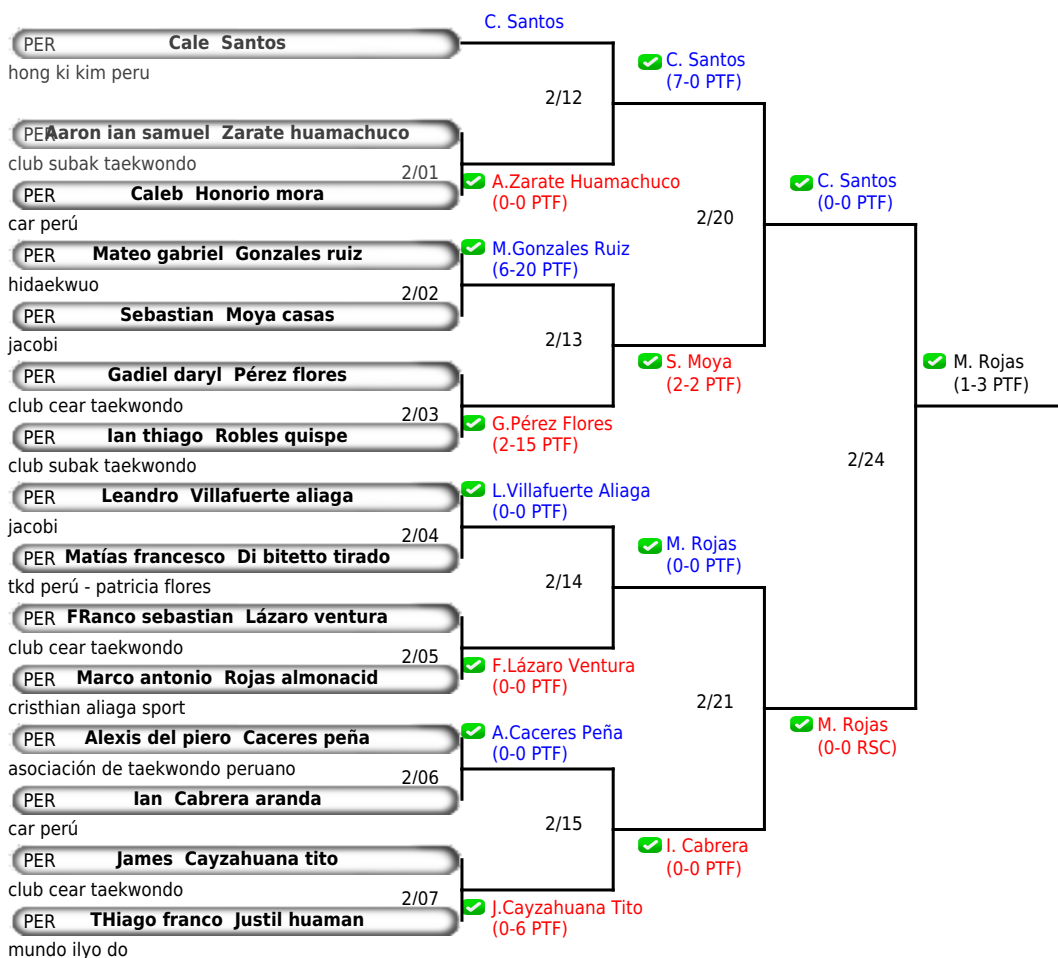 C. Santos
PER Cale Santos
hong ki kim peru
C. Santos
(7-0 PTF)
2/12
PER Aaron ian samuel Zarate huamachuco
club subak taekwondo
2/01
A.Zarate Huamachuco
(0-0 PTF)
PER Caleb Honorio mora
car perú
C. Santos
(0-0 PTF)
2/20
PER Mateo gabriel Gonzales ruiz
hidaekwuo
M.Gonzales Ruiz
(6-20 PTF)
2/02
PER Sebastian Moya casas
jacobi
2/13
S. Moya
(2-2 PTF)
M. Rojas
(1-3 PTF)
PER Gadiel daryl Pérez flores
club cear taekwondo
2/03
G.Pérez Flores
(2-15 PTF)
PER Ian thiago Robles quispe
club subak taekwondo
2/24
PER Leandro Villafuerte aliaga
jacobi
L.Villafuerte Aliaga
(0-0 PTF)
2/04
M. Rojas
(0-0 PTF)
PER Matías francesco Di bitetto tirado
tkd perú - patricia flores
2/14
PER FRanco sebastian Lázaro ventura
club cear taekwondo
2/05
F.Lázaro Ventura
(0-0 PTF)
PER Marco antonio Rojas almonacid
cristhian aliaga sport
2/21
M. Rojas
(0-0 RSC)
PER Alexis del piero Caceres peña
asociación de taekwondo peruano
A.Caceres Peña
(0-0 PTF)
2/06
PER Ian Cabrera aranda
car perú
2/15
I. Cabrera
(0-0 PTF)
PER James Cayzahuana tito
club cear taekwondo
2/07
J.Cayzahuana Tito
(0-6 PTF)
PER THiago franco Justil huaman
mundo ilyo do